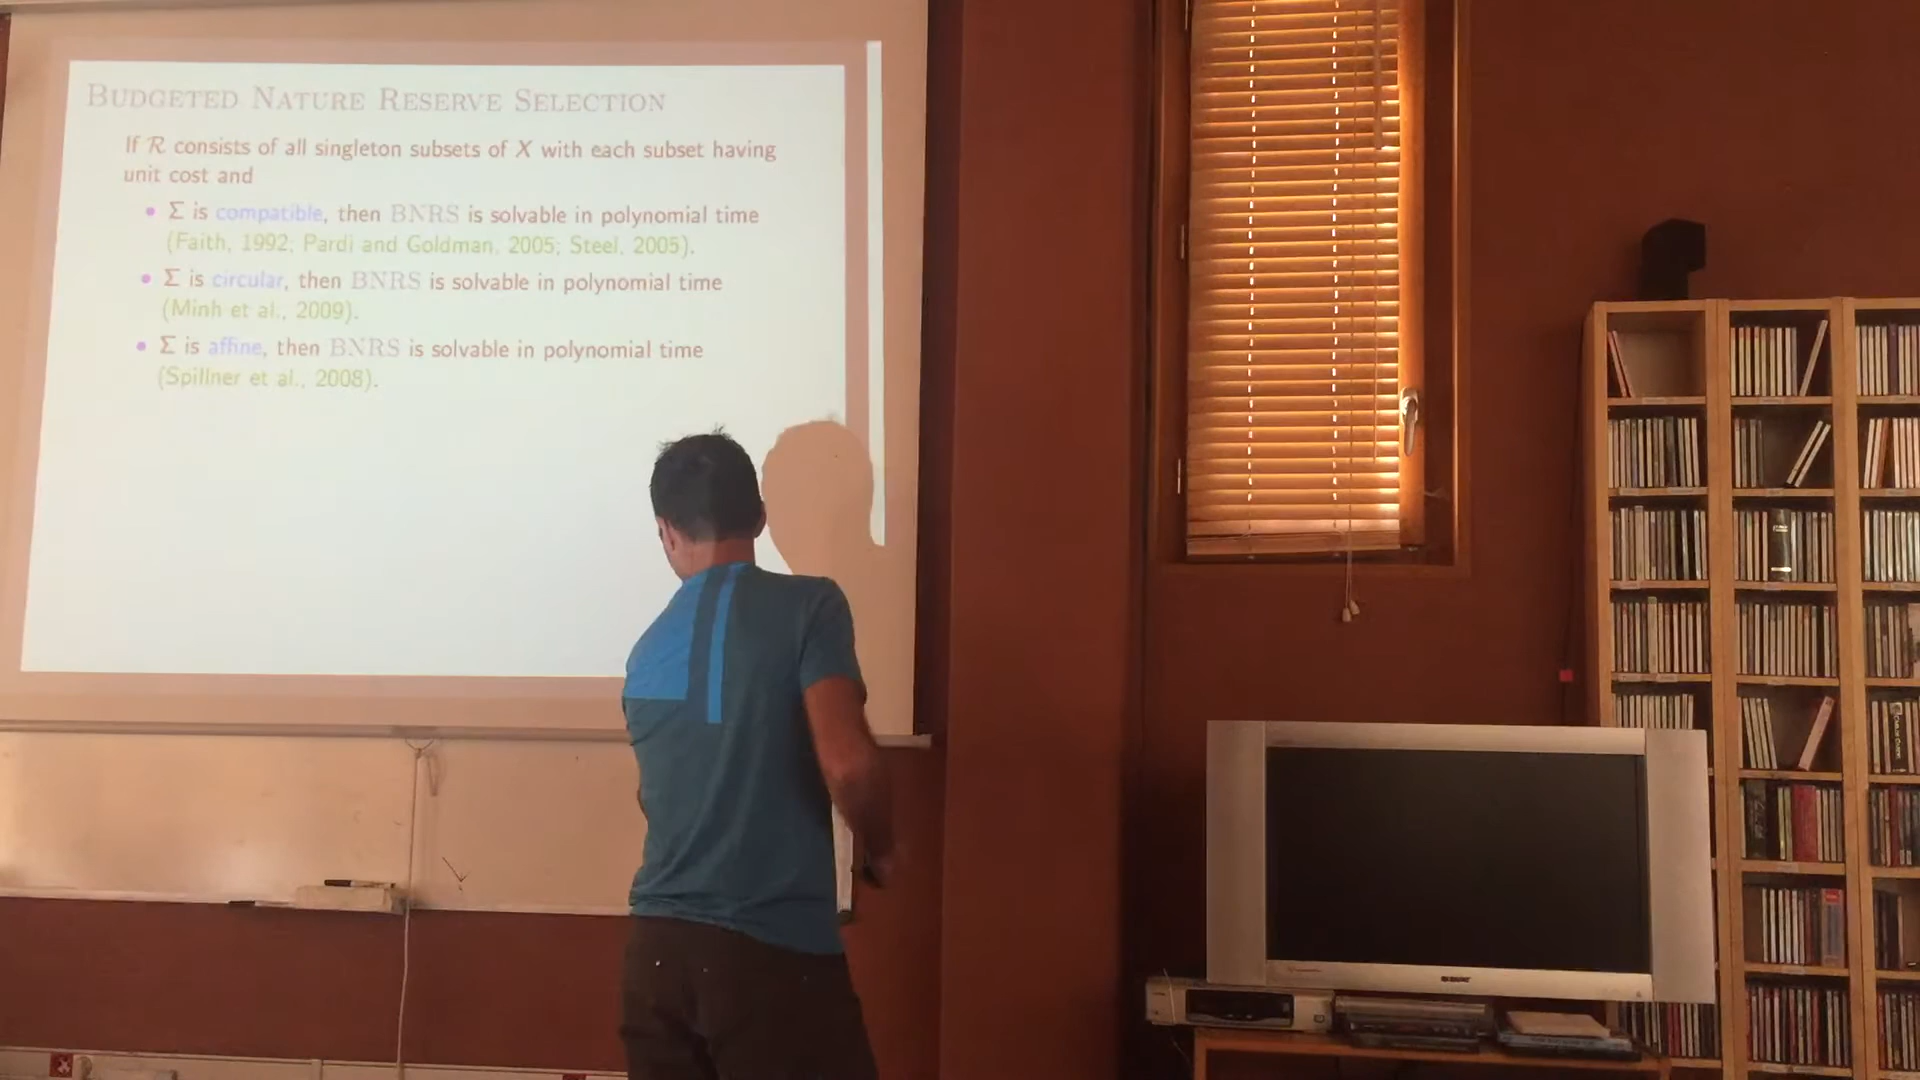 BUDGETED NATURE RESERVE SELECTION
If R consists of all singleton subsets of X with each subset having
unit cost and
• Σ is compatible, then BNRS is solvable in polynomial time
(Faith, 1992; Pardi and Goldman, 2005; Steel, 2005).
• Σ is circular, then BNRS is solvable in polynomial time
(Minh et al., 2009).
• Σ is affine, then BNRS is solvable in polynomial time
(Spillner et al., 2008).